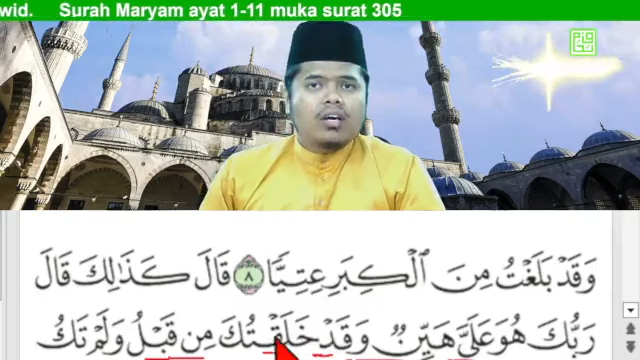 wid. Surah Maryam ayat 1-11 muka surat 305
وَقَدْ بَلَغْتُ مِنَ ٱلْكِبَرِ عِتِيًّا ٨ قَالَ كَذَٰلِكَ قَالَ
رَبُّكَ هُوَ عَلَىَّ هَيِّنٌ وَقَدْ خَلَقْتُكَ مِن قَبْلُ وَلَمْ تَكُ